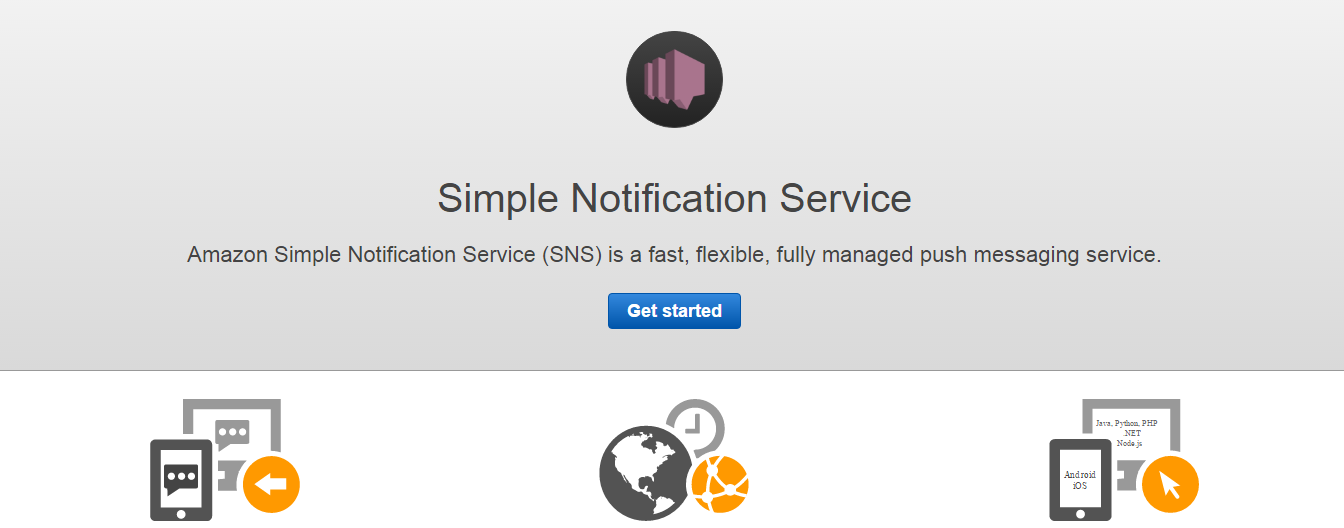 Simple Notification Service
Amazon Simple Notification Service (SNS) is a fast, flexible, fully managed push messaging service.
Get started
Java, Python, PHP
.NET
Node.js
Android
iOS